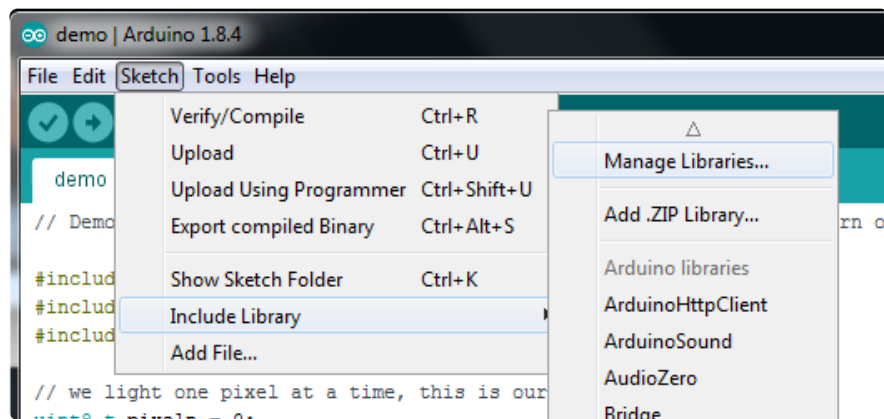 demo | Arduino 1.8.4
File Edit Sketch Tools Help
Verify/Compile Ctrl+R
Upload Ctrl+U
Upload Using Programmer Ctrl+Shift+U
Export compiled Binary Ctrl+Alt+S
Show Sketch Folder Ctrl+K
Include Library
Add File...
Manage Libraries...
Add .ZIP Library...
Arduino libraries
ArduinoHttpClient
ArduinoSound
AudioZero
Bridge
demo
// Demo
rn o
#includ
#includ
#includ
// we light one pixel at a time, this is our
uint8_t pixeln = 0;